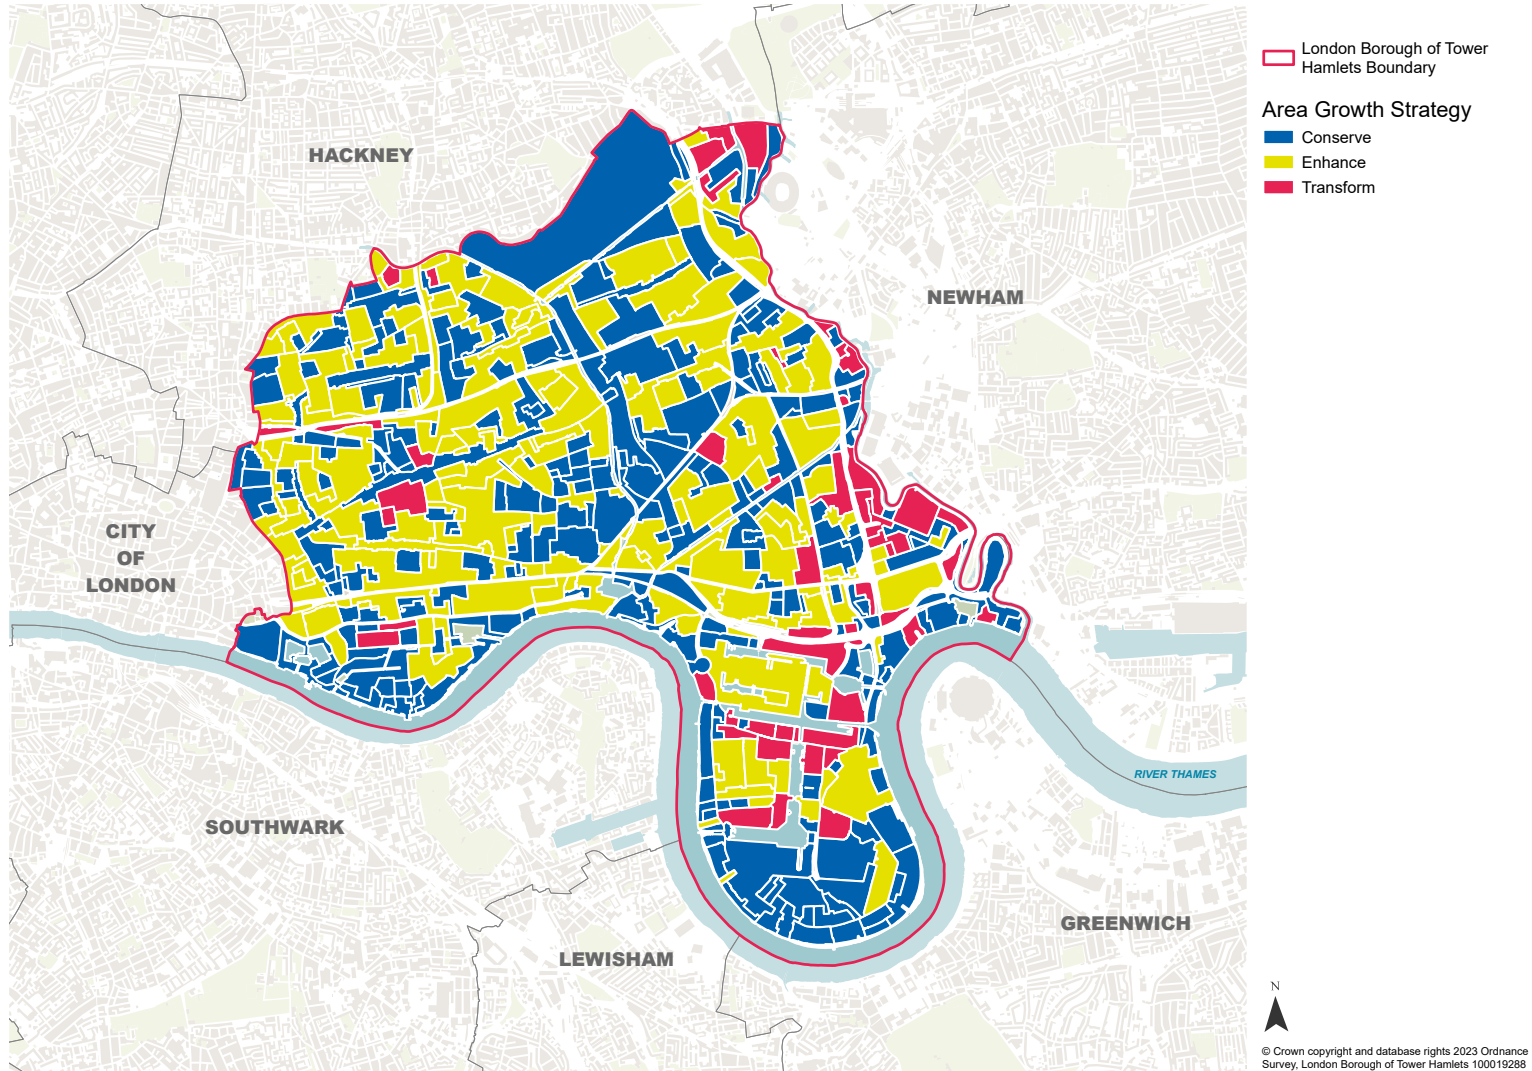 London Borough of Tower
Hamlets Boundary
Area Growth Strategy
Conserve
Enhance
Transform
HACKNEY
NEWHAM
CITY
OF
LONDON
RIVER THAMES
SOUTHWARK
GREENWICH
LEWISHAM
N
© Crown copyright and database rights 2023 Ordnance
Survey, London Borough of Tower Hamlets 100019288